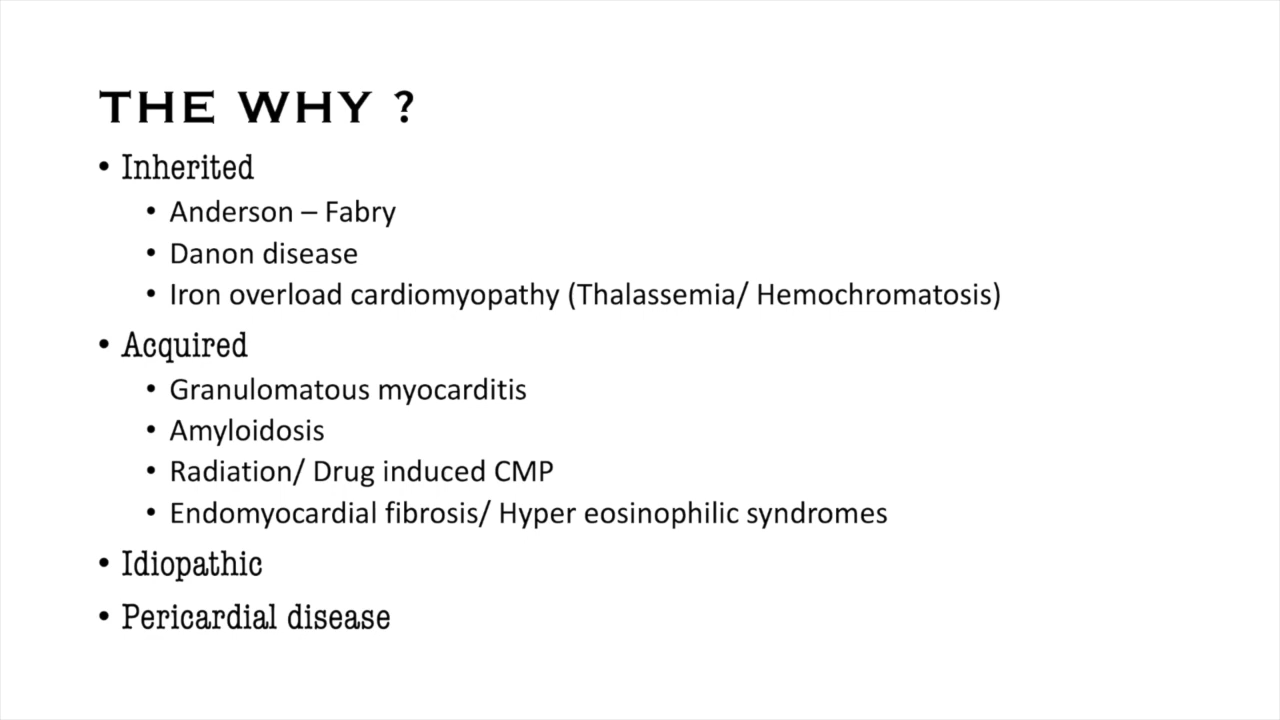 THE WHY ?
• Inherited
• Anderson – Fabry
• Danon disease
• Iron overload cardiomyopathy (Thalassemia/ Hemochromatosis)
• Acquired
• Granulomatous myocarditis
• Amyloidosis
• Radiation/ Drug induced CMP
• Endomyocardial fibrosis/ Hyper eosinophilic syndromes
• Idiopathic
• Pericardial disease